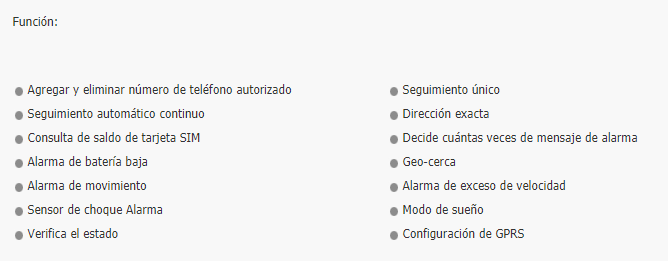 Función:
Agregar y eliminar número de teléfono autorizado
Seguimiento automático continuo
Consulta de saldo de tarjeta SIM
Alarma de batería baja
Alarma de movimiento
Sensor de choque Alarma
Verifica el estado
Seguimiento único
Dirección exacta
Decide cuántas veces de mensaje de alarma
Geo-cerca
Alarma de exceso de velocidad
Modo de sueño
Configuración de GPRS